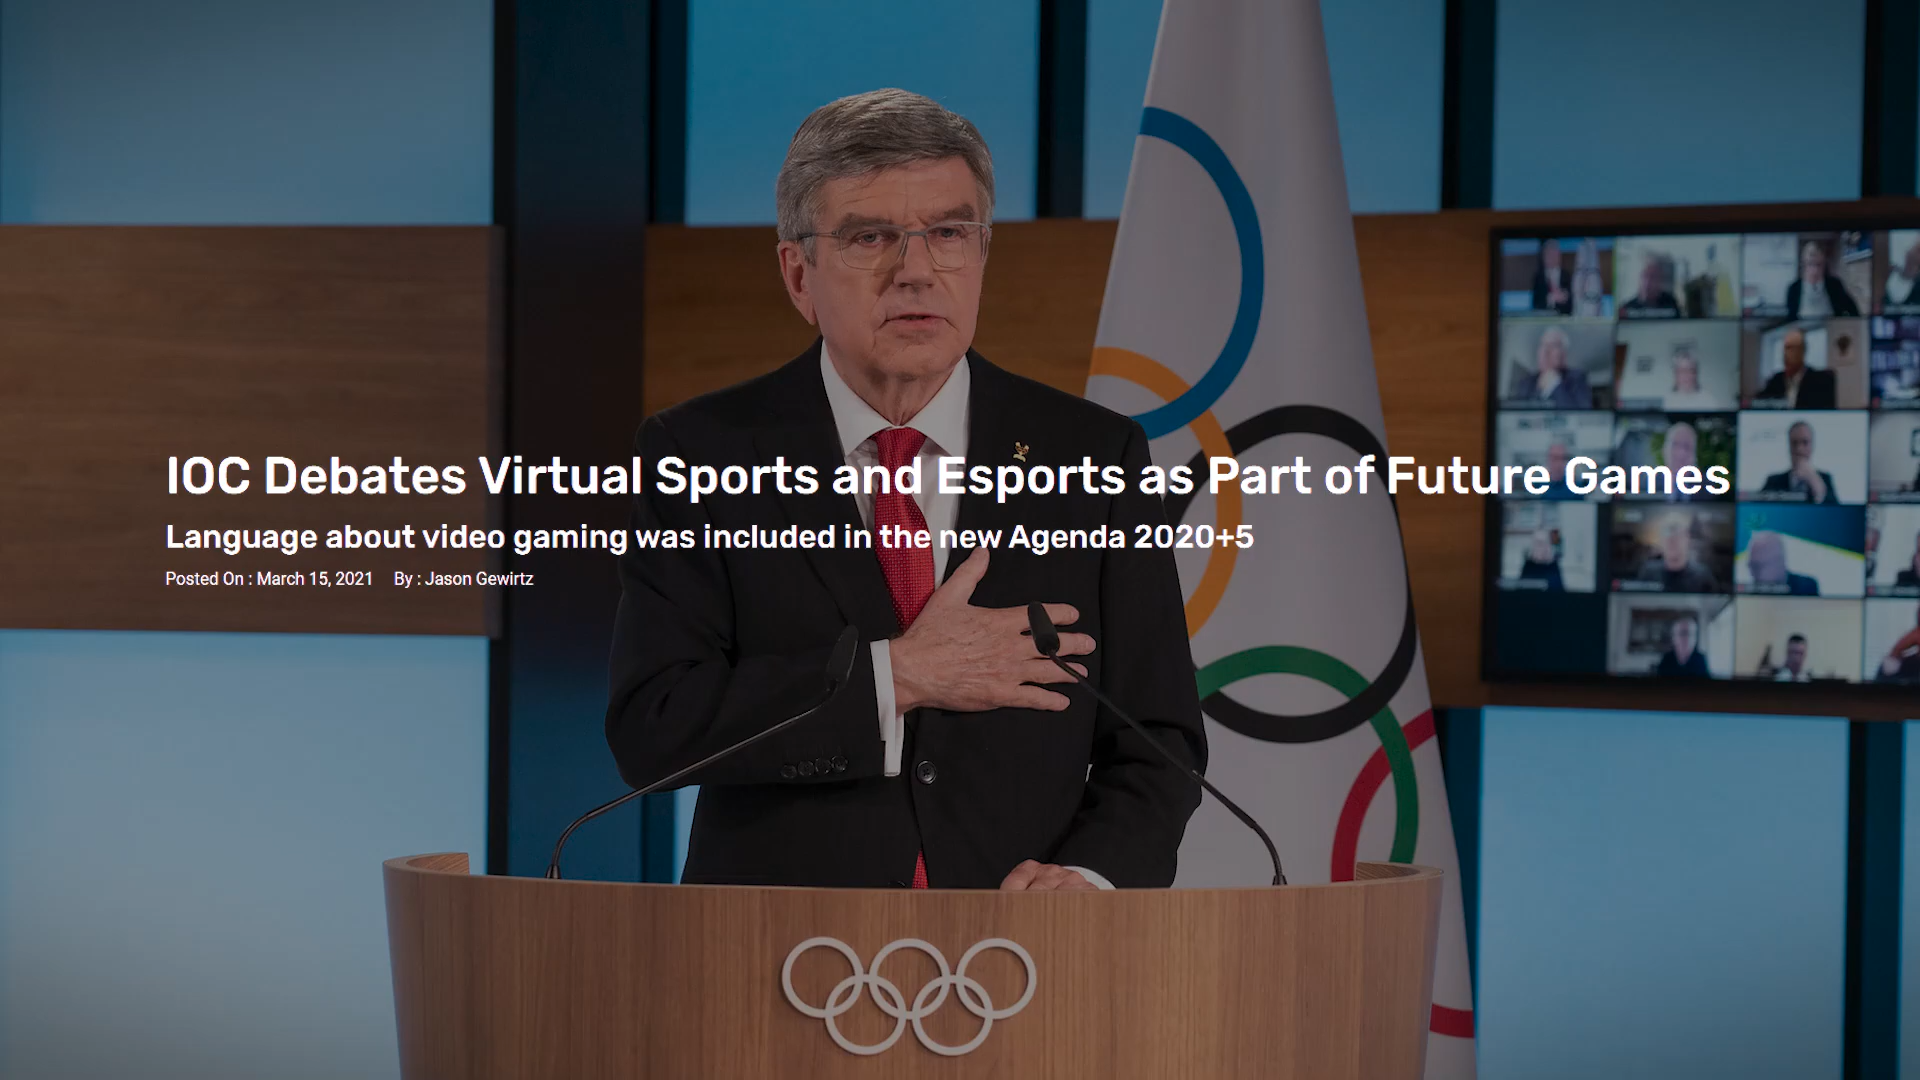 IOC Debates Virtual Sports and Esports as Part of Future Games
Language about video gaming was included in the new Agenda 2020+5
Posted On : March 15, 2021 By : Jason Gewirtz